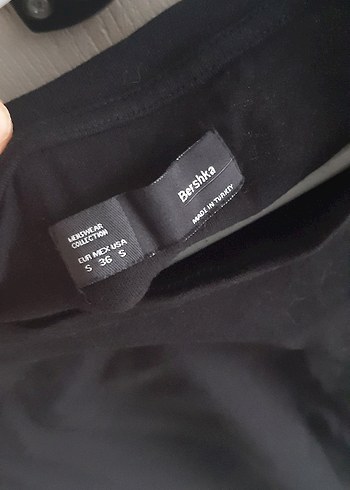 Bershka
MADE IN TURKEY
MENSWEAR
COLLECTION
EUR MEX USA
S 36 S